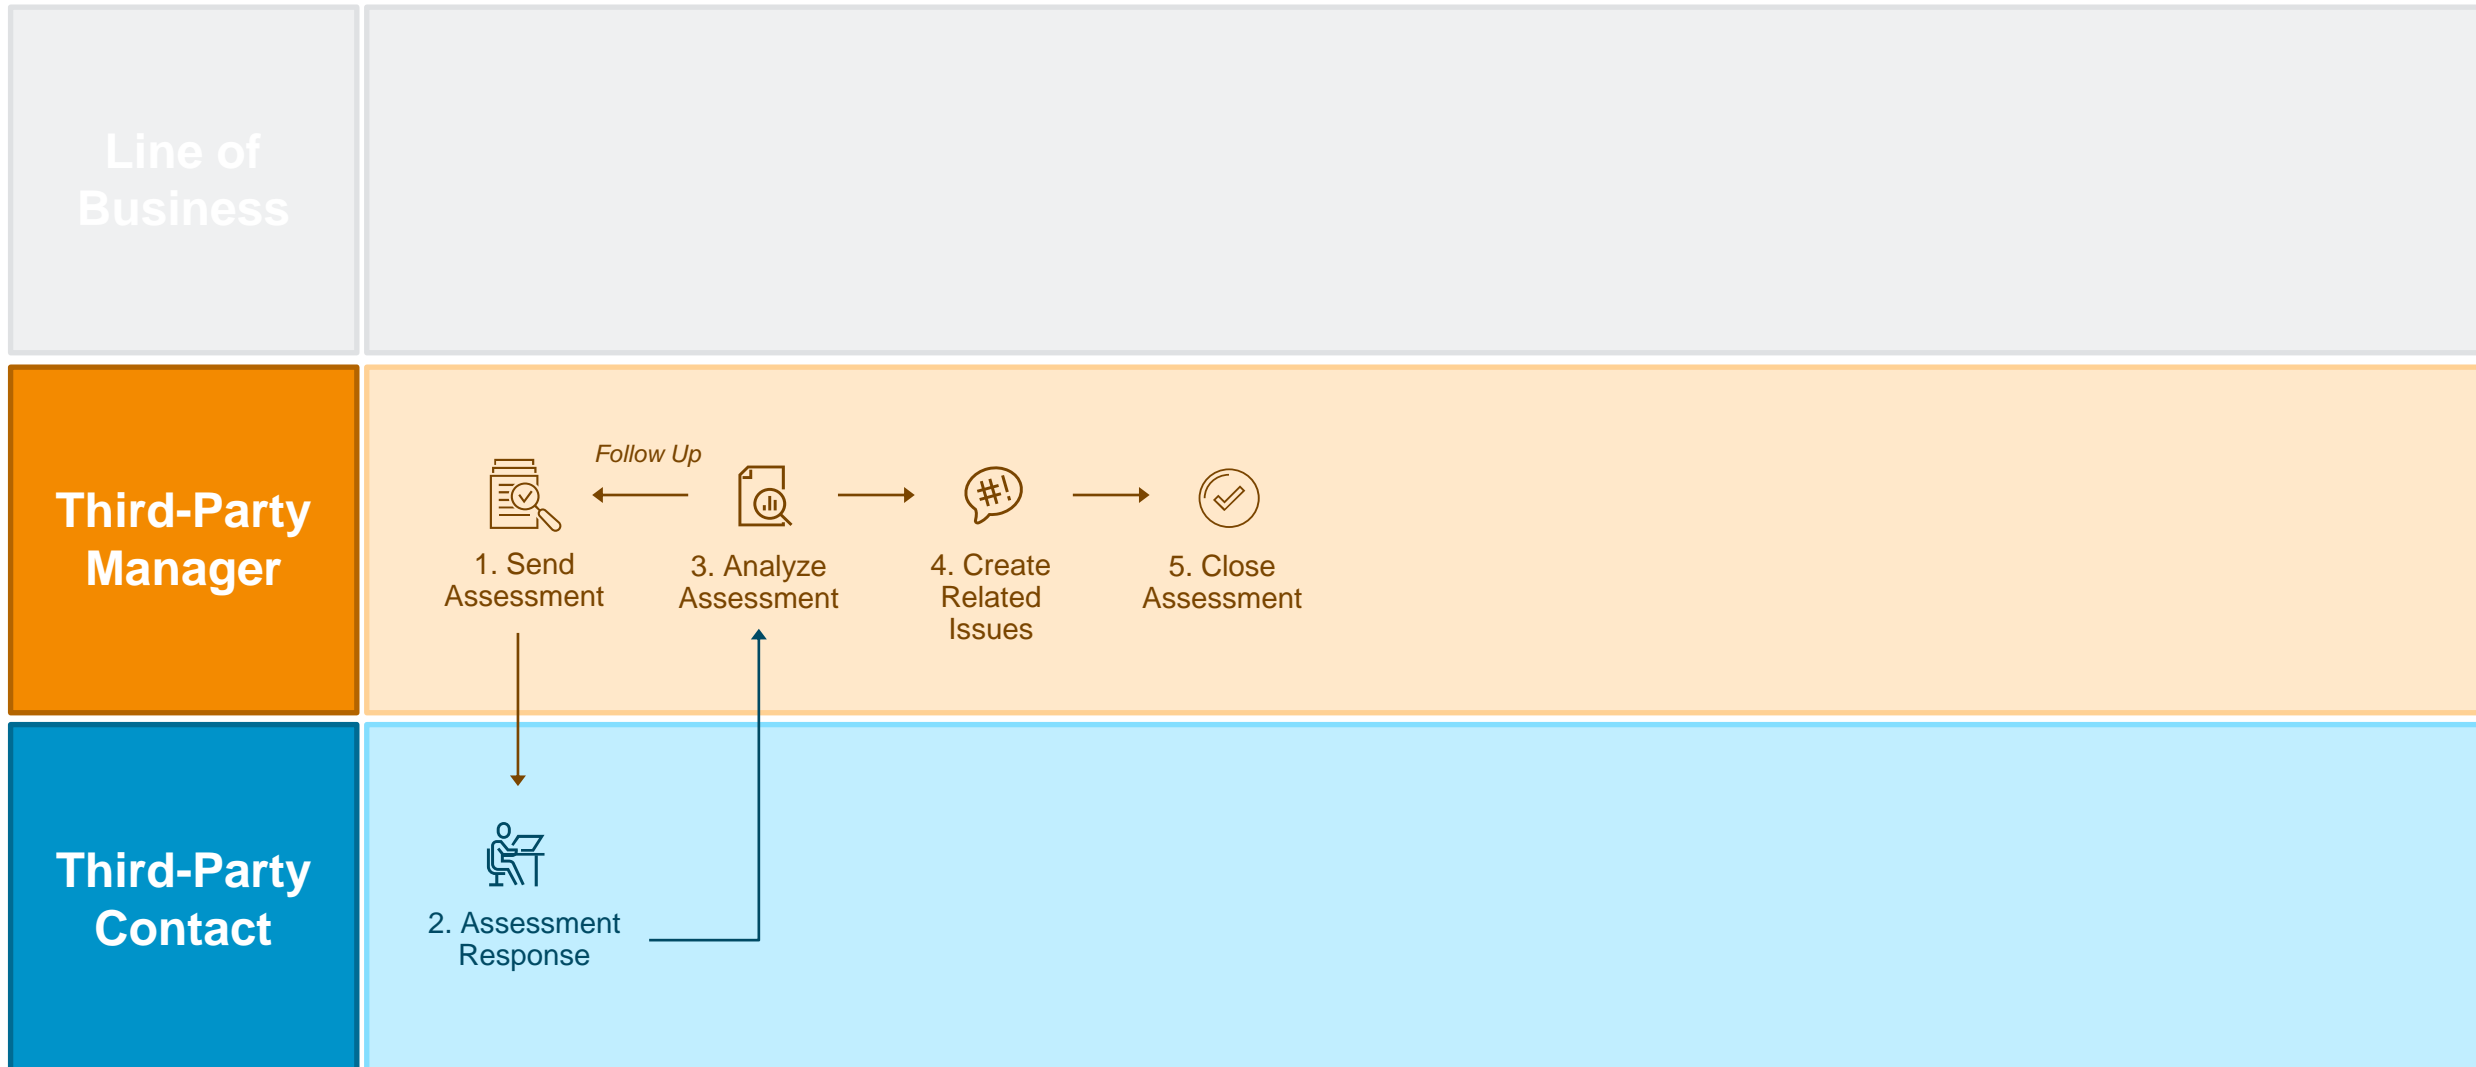 Line of
Business
Third-Party
Manager
Follow Up
#!
1. Send
Assessment
3. Analyze
Assessment
4. Create
Related
Issues
5. Close
Assessment
Third-Party
Contact
2. Assessment
Response